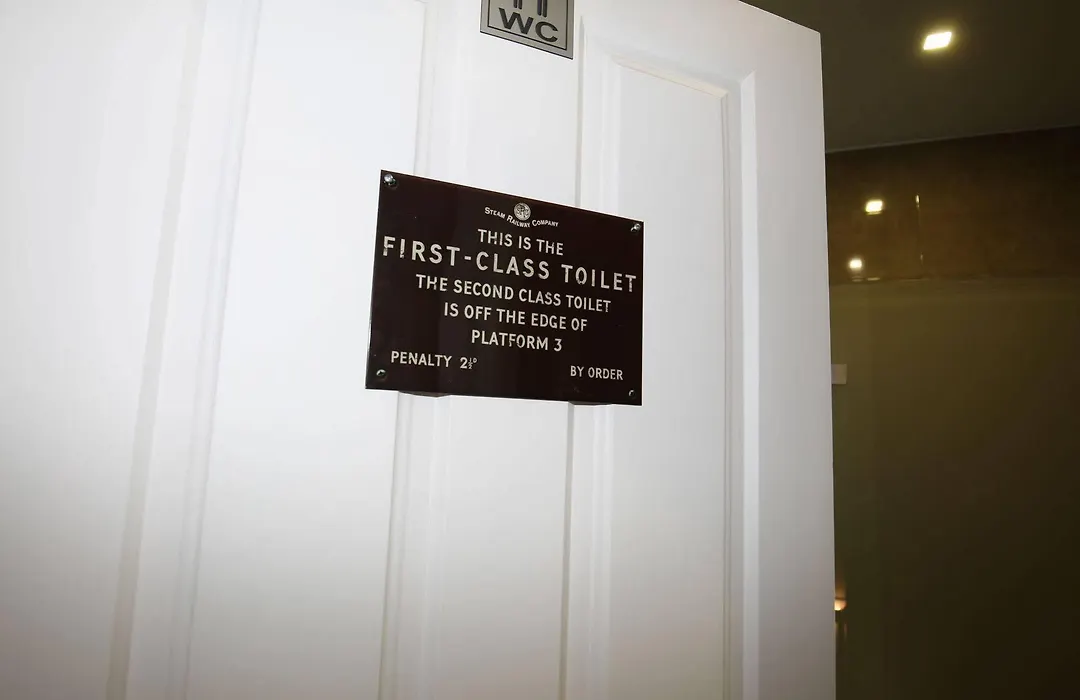 WC
STEAM RAILWAY COMPANY
THIS IS THE
FIRST-CLASS TOILET
THE SECOND CLASS TOILET
IS OFF THE EDGE OF
PLATFORM 3
PENALTY 2½D
BY ORDER